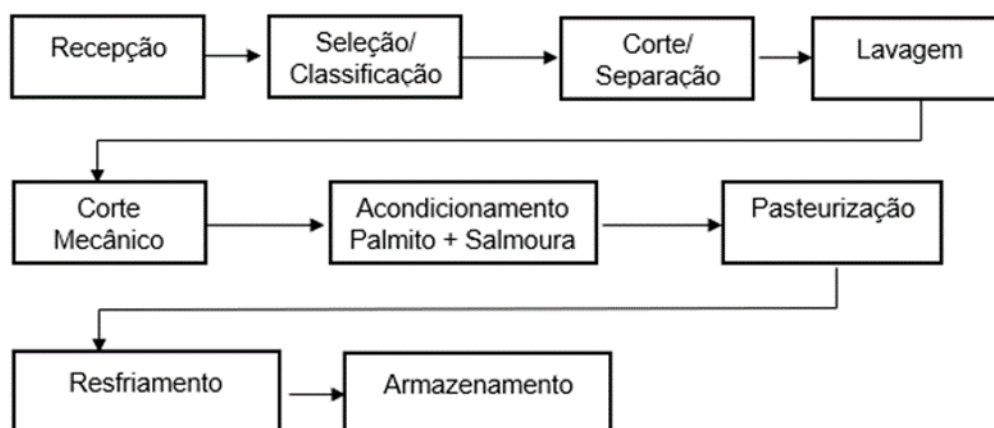 Recepção
Seleção/
Classificação
Corte/
Separação
Lavagem
Corte
Mecânico
Acondicionamento
Palmito + Salmoura
Pasteurização
Resfriamento
Armazenamento